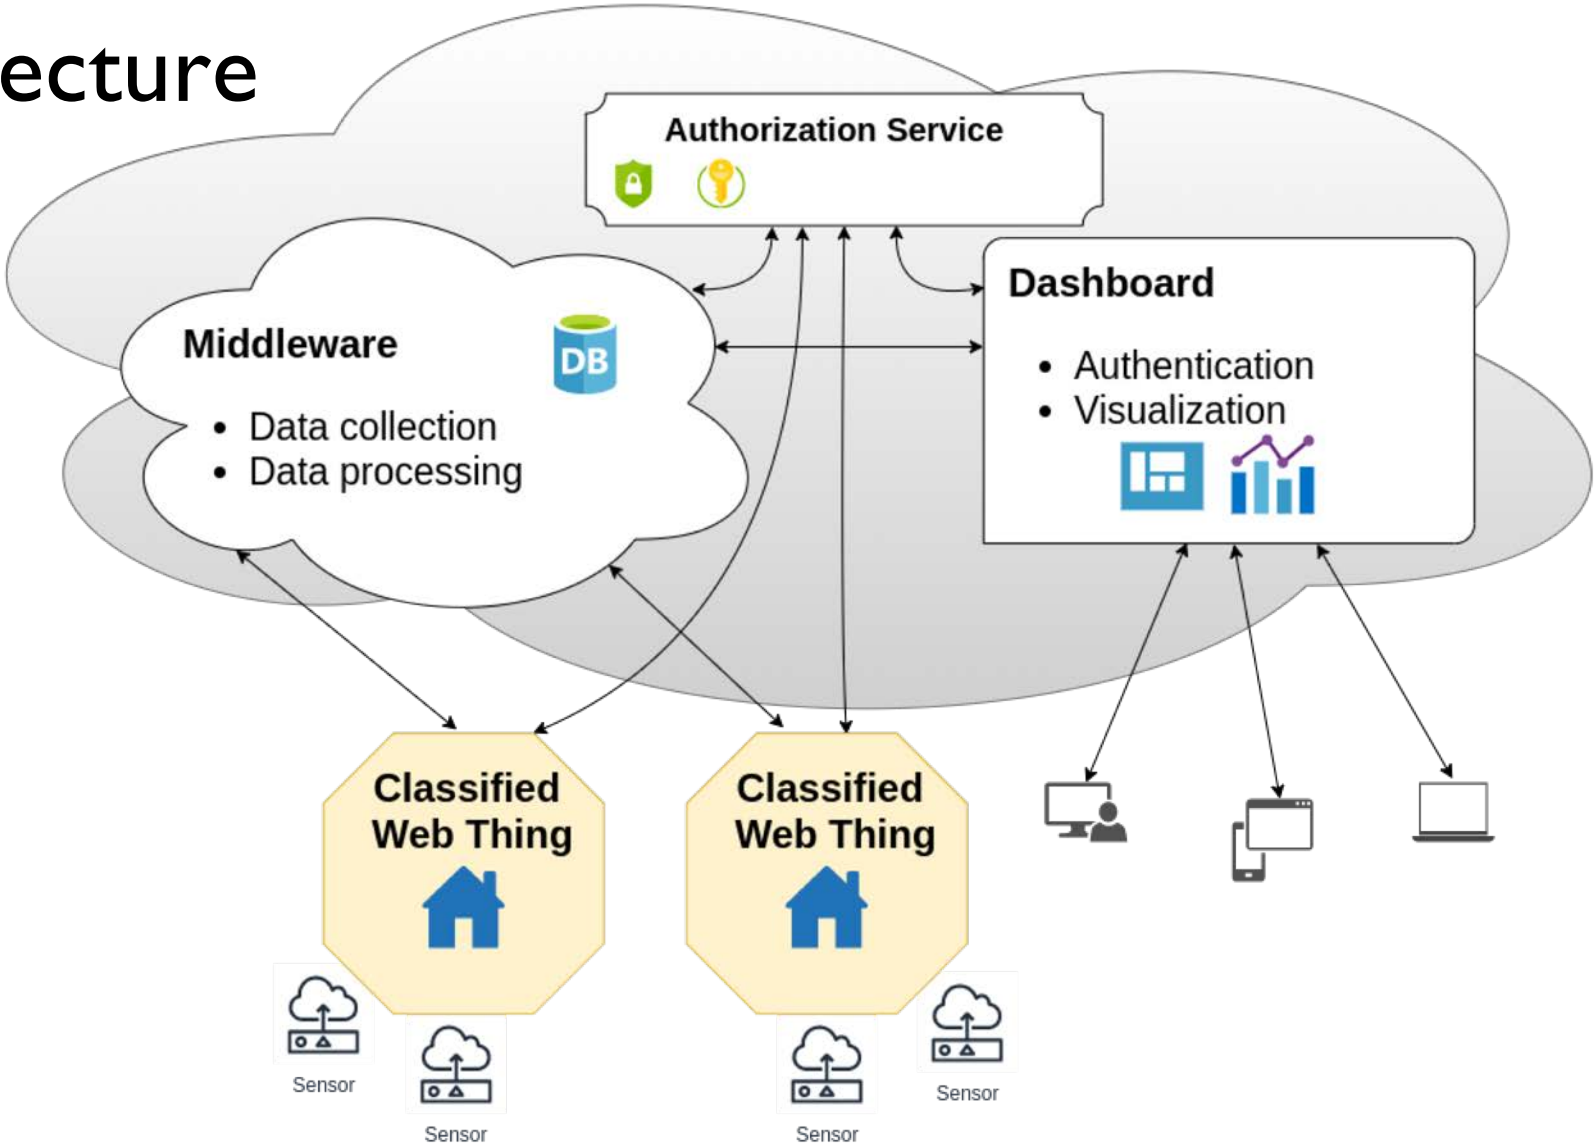 ecture
Authorization Service
Middleware
DB
• Data collection
• Data processing
Dashboard
• Authentication
• Visualization
Classified
Web Thing
Classified
Web Thing
Sensor
Sensor
Sensor
Sensor